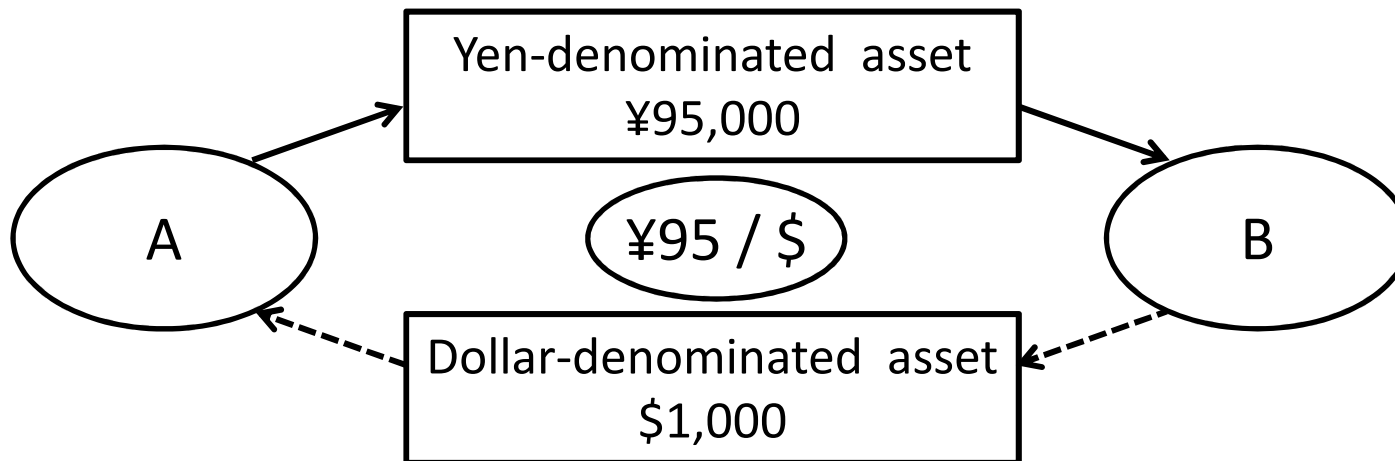 Yen-denominated asset
¥95,000
A
¥95 / $
B
Dollar-denominated asset
$1,000